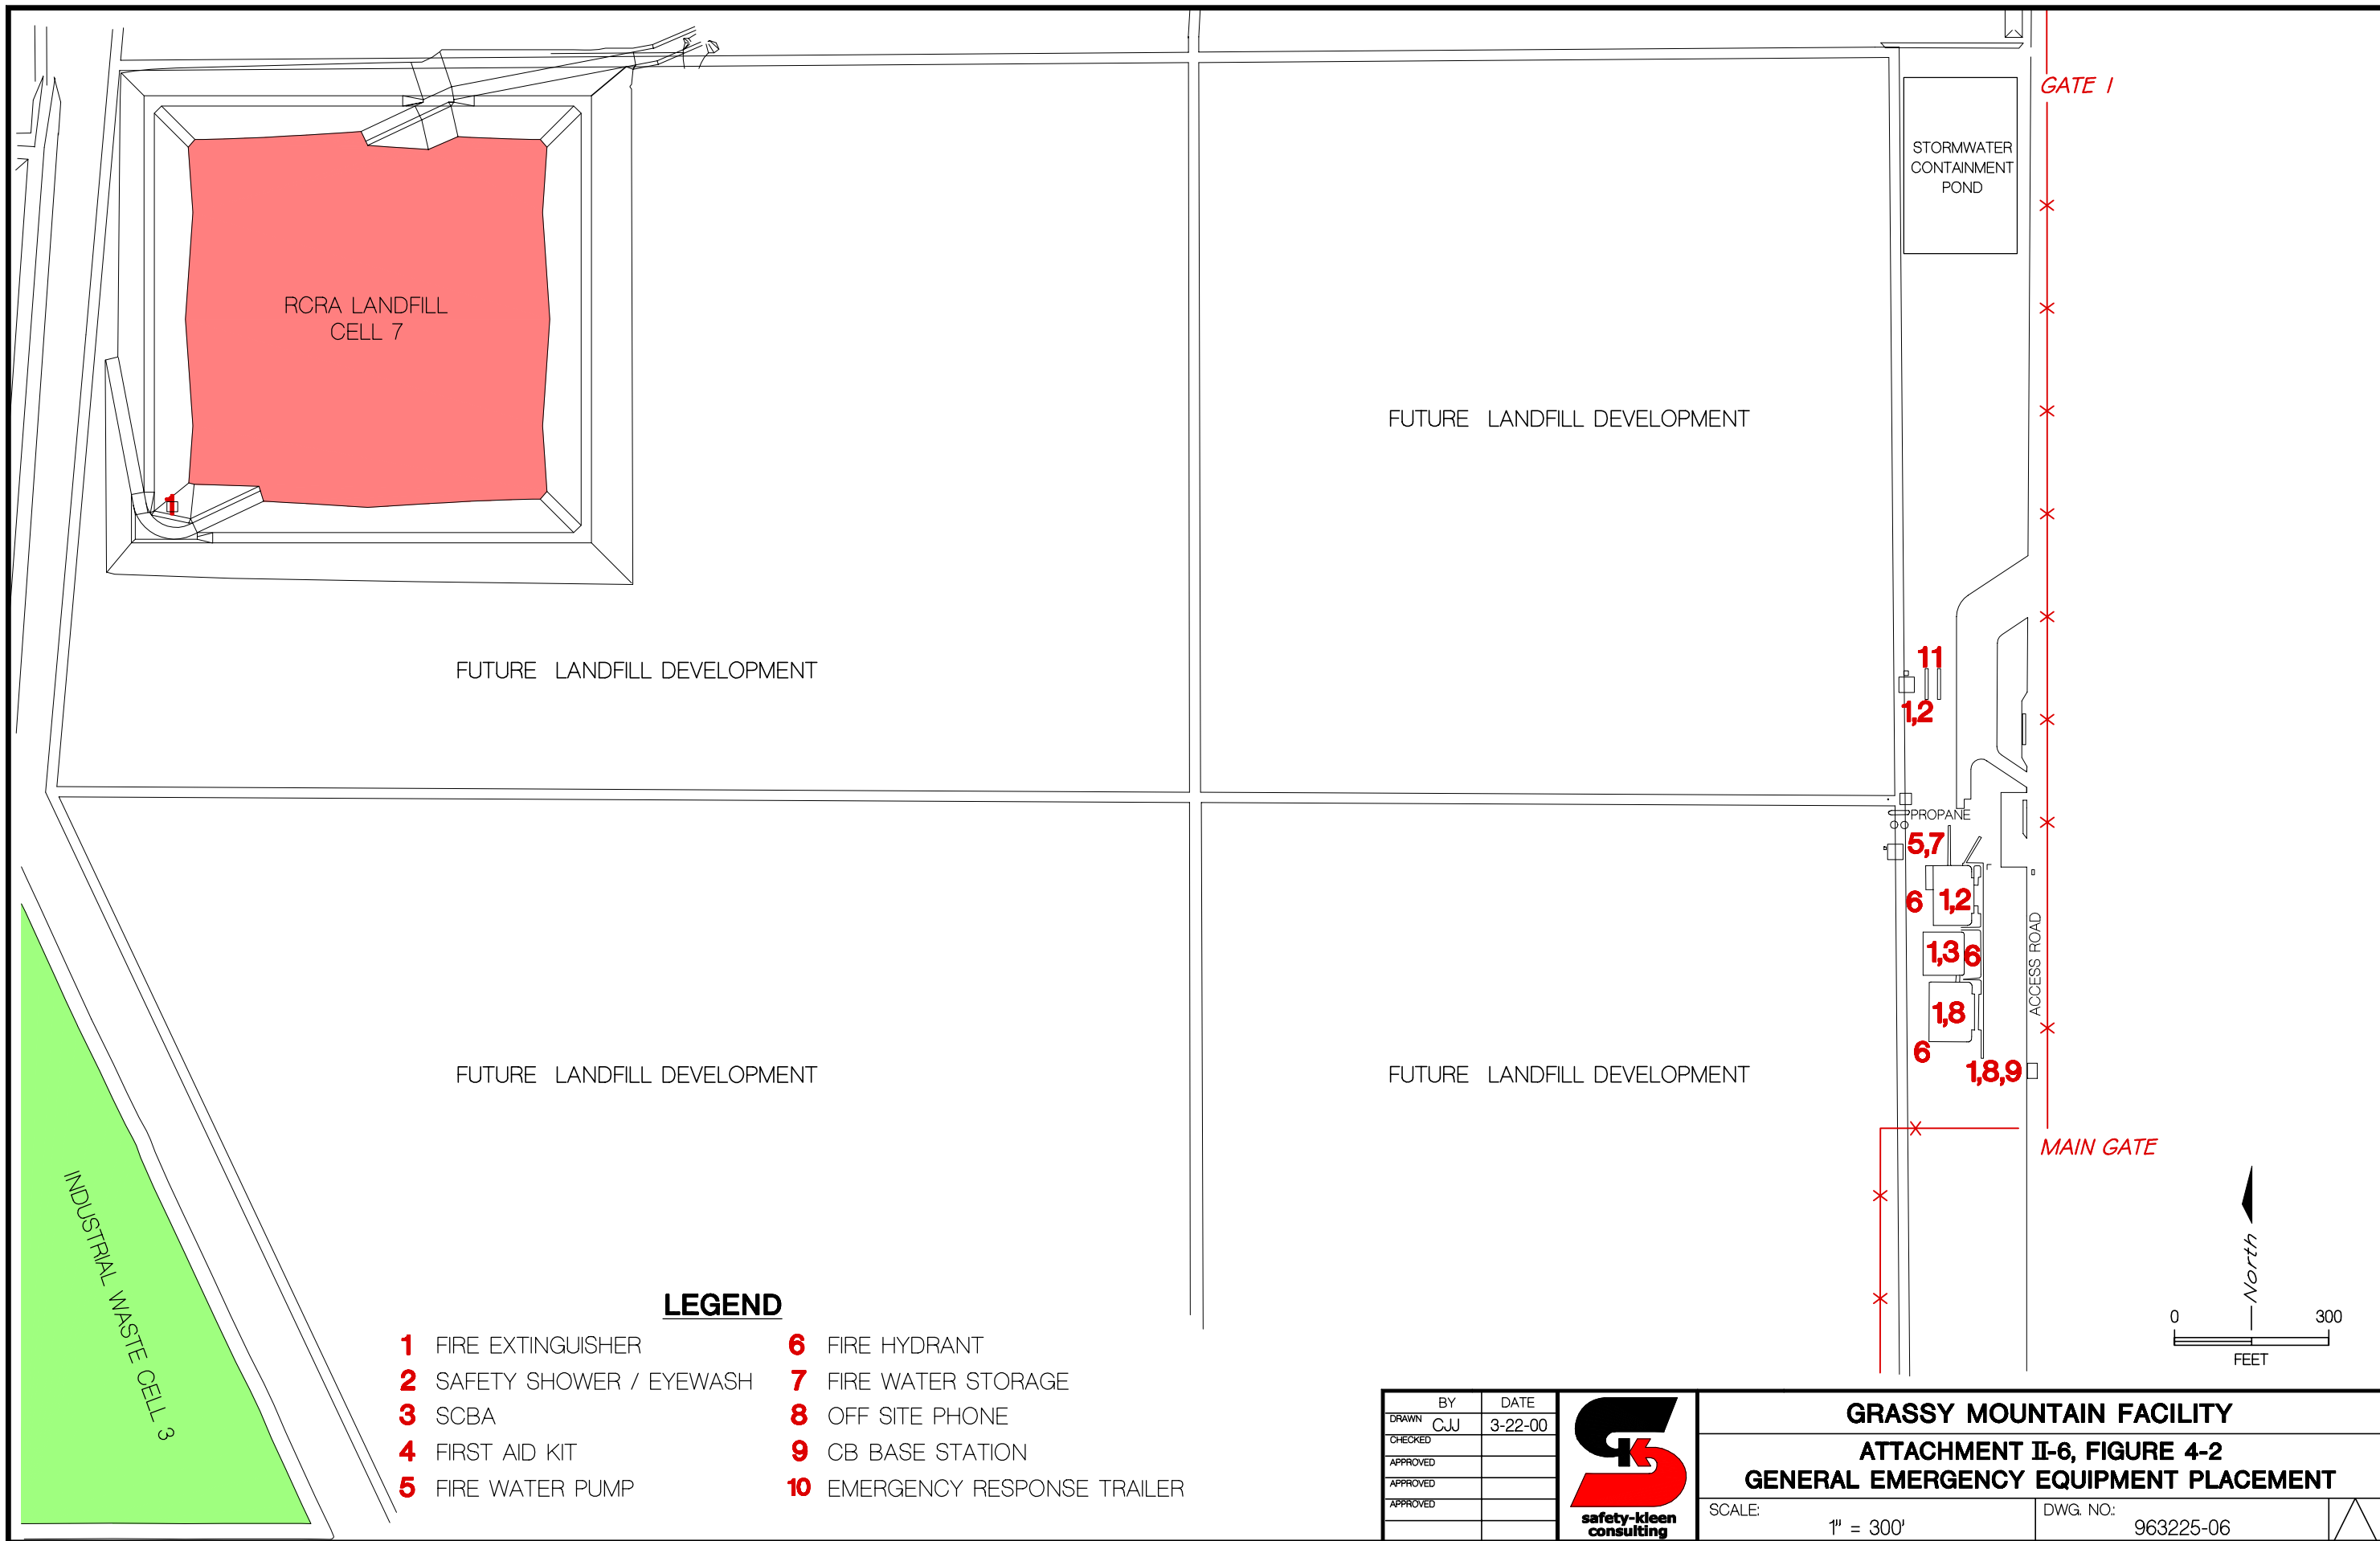 GATE 1
STORMWATER
CONTAINMENT
POND
RCRA LANDFILL
CELL 7
1
FUTURE LANDFILL DEVELOPMENT
FUTURE LANDFILL DEVELOPMENT
11
1,2
PROPANE
5,7
6
1,2
1,3
6
ACCESS ROAD
1,8
6
1,8,9
FUTURE LANDFILL DEVELOPMENT
FUTURE LANDFILL DEVELOPMENT
MAIN GATE
INDUSTRIAL WASTE CELL 3
North
0 300
FEET
LEGEND
1 FIRE EXTINGUISHER
2 SAFETY SHOWER / EYEWASH
3 SCBA
4 FIRST AID KIT
5 FIRE WATER PUMP
6 FIRE HYDRANT
7 FIRE WATER STORAGE
8 OFF SITE PHONE
9 CB BASE STATION
10 EMERGENCY RESPONSE TRAILER
BY DATE
DRAWN CJJ 3-22-00
CHECKED
APPROVED
APPROVED
APPROVED
safety-kleen
consulting
GRASSY MOUNTAIN FACILITY
ATTACHMENT II-6, FIGURE 4-2
GENERAL EMERGENCY EQUIPMENT PLACEMENT
SCALE:
1" = 300'
DWG. NO.:
963225-06